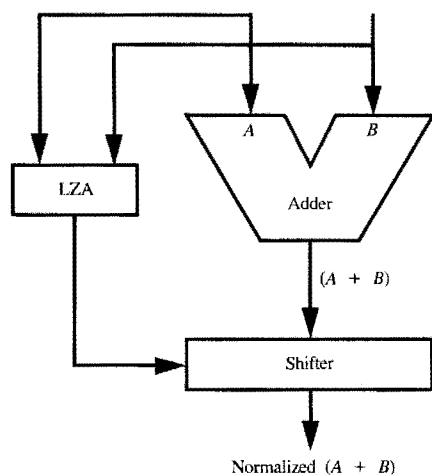 A B
LZA
Adder
(A + B)
Shifter
Normalized (A + B)